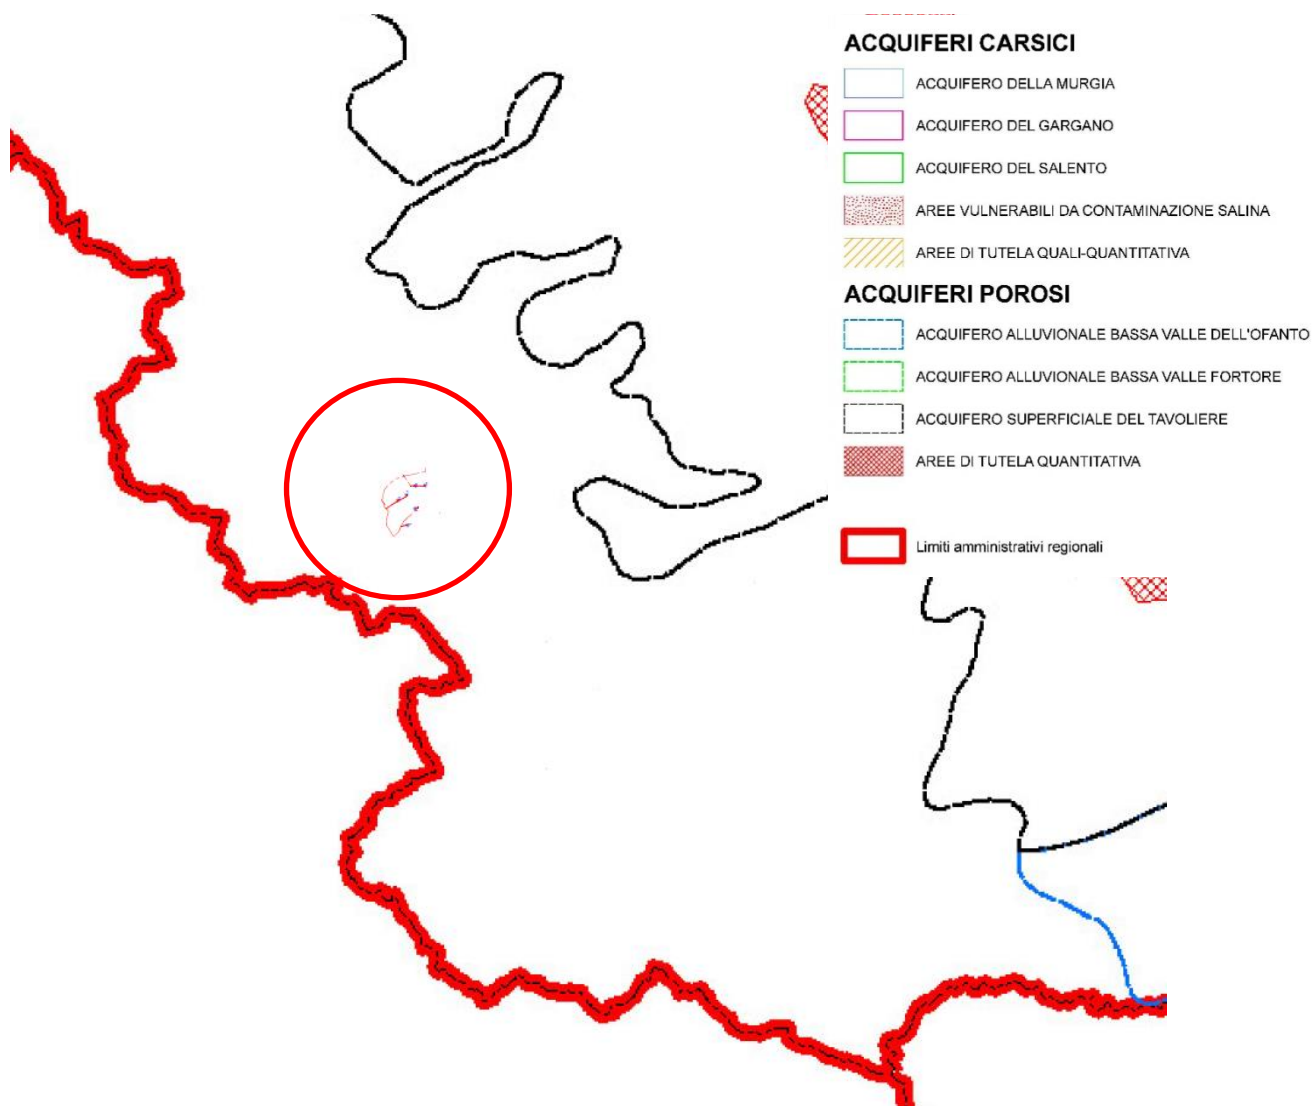 ACQUIFERI CARSICI
ACQUIFERO DELLA MURGIA
ACQUIFERO DEL GARGANO
ACQUIFERO DEL SALENTO
AREE VULNERABILI DA CONTAMINAZIONE SALINA
AREE DI TUTELA QUALI-QUANTITATIVA
ACQUIFERI POROSI
ACQUIFERO ALLUVIONALE BASSA VALLE DELL'OFANTO
ACQUIFERO ALLUVIONALE BASSA VALLE FORTORE
ACQUIFERO SUPERFICIALE DEL TAVOLIERE
AREE DI TUTELA QUANTITATIVA
Limiti amministrativi regionali